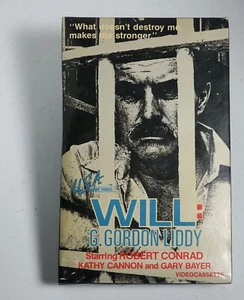 "What doesn't destroy me
makes me stronger"
USA
WILL:
G. GORDON LIDDY
Starring ROBERT CONRAD
KATHY CANNON and GARY BAYER
VIDEOCASSETTE